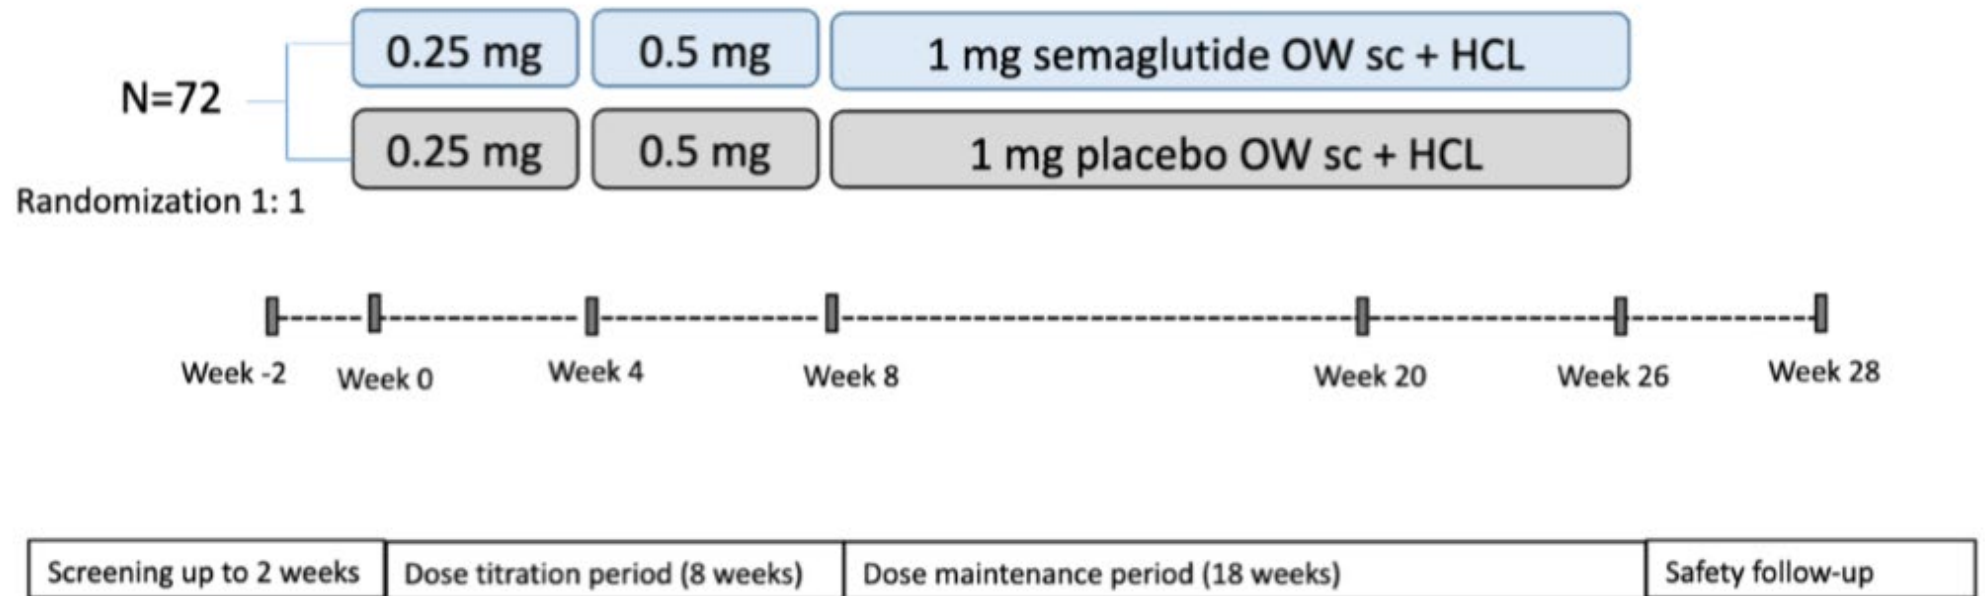 0.25 mg 0.5 mg 1 mg semaglutide OW sc + HCL
N=72
0.25 mg 0.5 mg 1 mg placebo OW sc + HCL
Randomization 1: 1
Week -2 Week 0 Week 4 Week 8 Week 20 Week 26 Week 28
Screening up to 2 weeks Dose titration period (8 weeks) Dose maintenance period (18 weeks) Safety follow-up